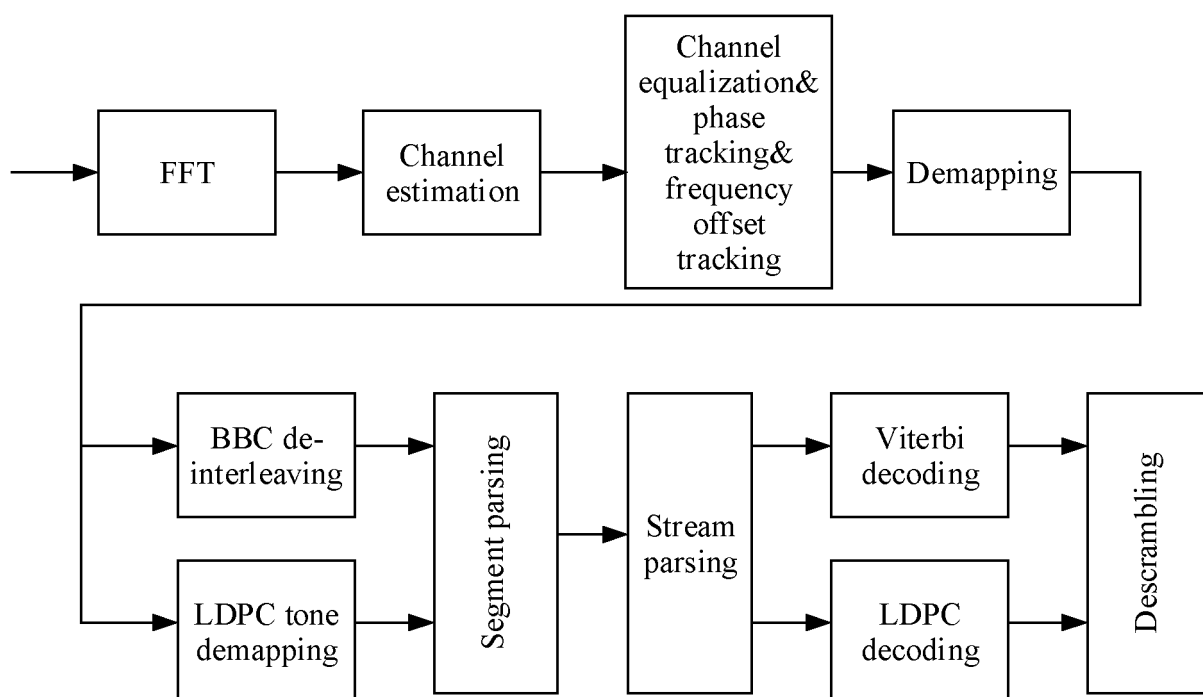 FFT
Channel
estimation
Channel
equalization&
phase
tracking&
frequency
offset
tracking
Demapping
BBC de-
interleaving
LDPC tone
demapping
Segment parsing
Stream
parsing
Viterbi
decoding
LDPC
decoding
Descrambling